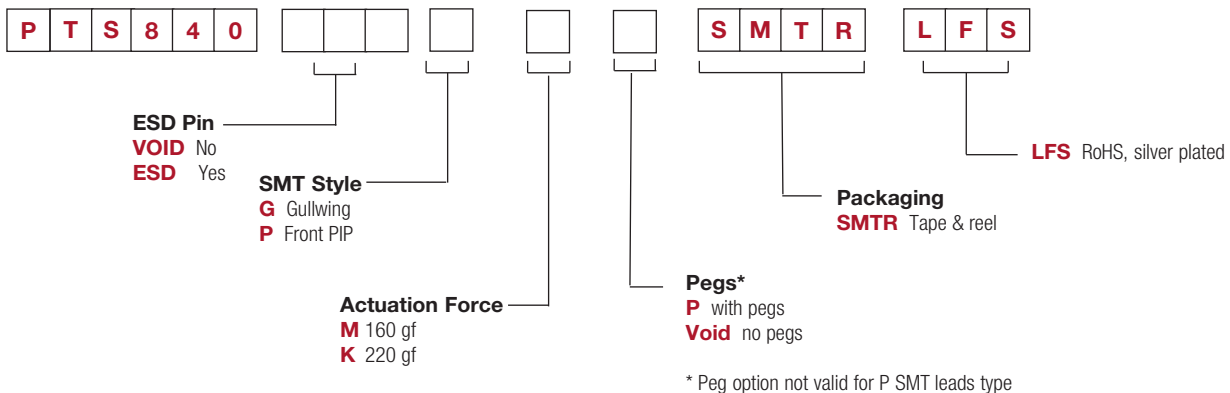 P T S 8 4 0 S M T R L F S
ESD Pin
VOID No
ESD Yes
SMT Style
G Gullwing
P Front PIP
Actuation Force
M 160 gf
K 220 gf
Pegs*
P with pegs
Void no pegs
* Peg option not valid for P SMT leads type
Packaging
SMTR Tape & reel
LFS RoHS, silver plated